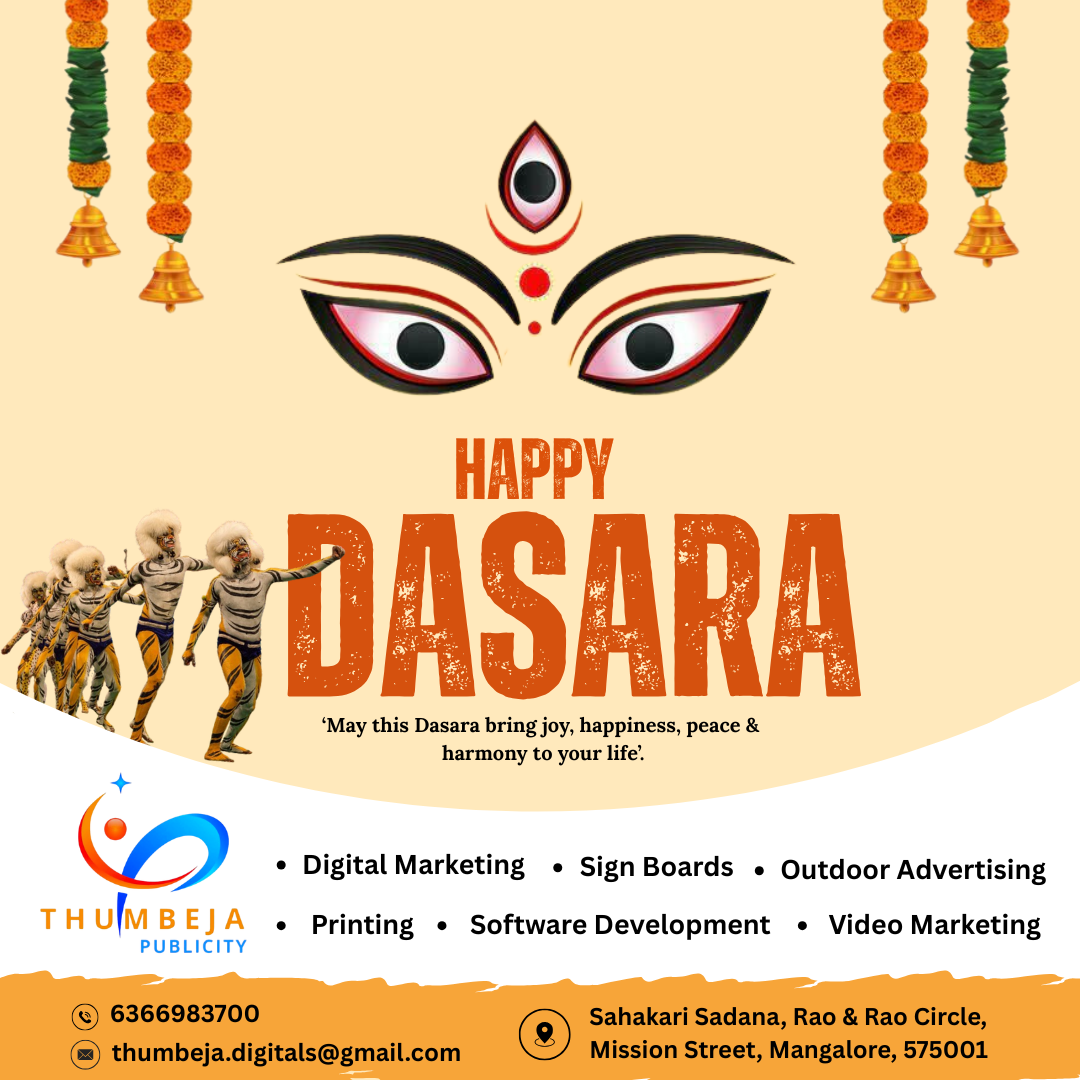 HAPPY
DASARA
‘May this Dasara bring joy, happiness, peace &
harmony to your life’.
THUMBEJA
PUBLICITY
• Digital Marketing • Sign Boards • Outdoor Advertising
• Printing • Software Development • Video Marketing
6366983700
thumbeja.digitals@gmail.com
Sahakari Sadana, Rao & Rao Circle,
Mission Street, Mangalore, 575001